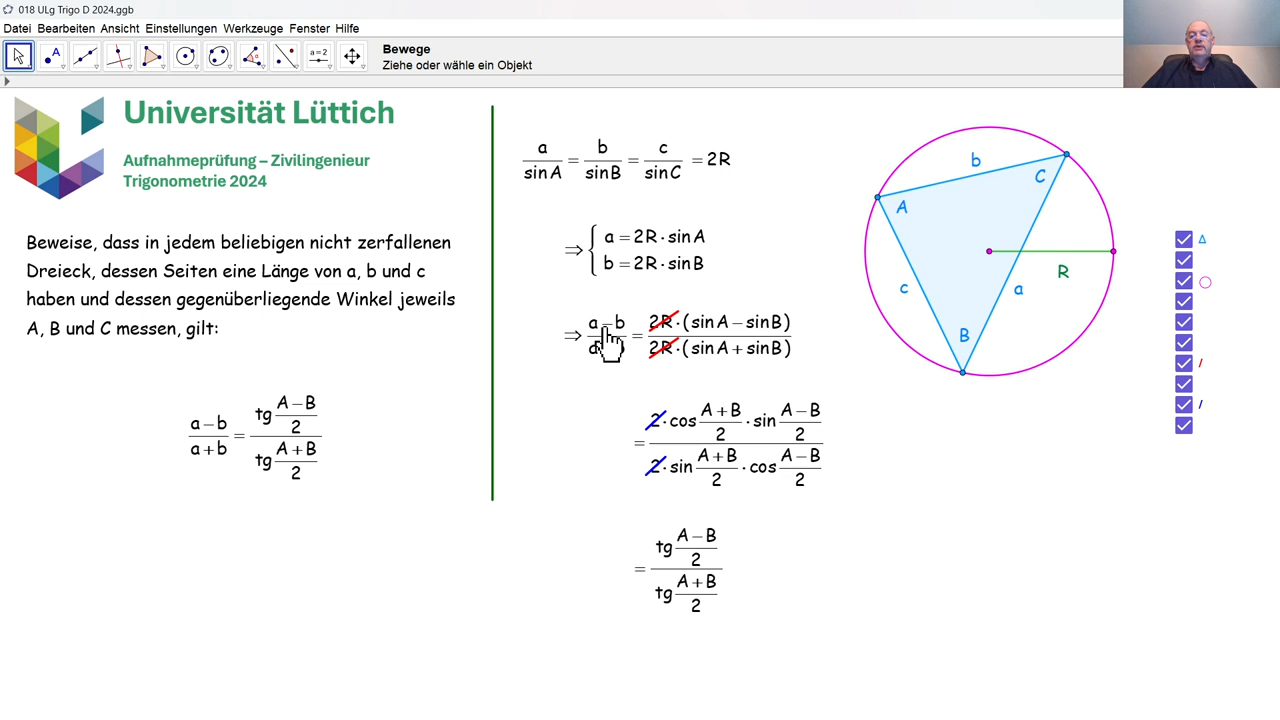 018 ULg Trigo D 2024.ggb
Datei Bearbeiten Ansicht Einstellungen Werkzeuge Fenster Hilfe
A
a=2
Bewege
Ziehe oder wähle ein Objekt
Universität Lüttich
Aufnahmeprüfung – Zivilingenieur
Trigonometrie 2024
Beweise, dass in jedem beliebigen nicht zerfallenen
Dreieck, dessen Seiten eine Länge von a, b und c
haben und dessen gegenüberliegende Winkel jeweils
A, B und C messen, gilt:
a−b
a+b
=
tg A−B
2
tg A+B
2
a/sinA = b/sinB = c/sinC = 2R
⇒ { a = 2R·sinA
b = 2R·sinB
⇒ a−b
= 2R·(sinA−sinB)
2R·(sinA+sinB)
= 2·cos A+B/2 · sin A−B/2
2·sin A+B/2 · cos A−B/2
= tg A−B/2
tg A+B/2
b
C
A
R
c
a
B